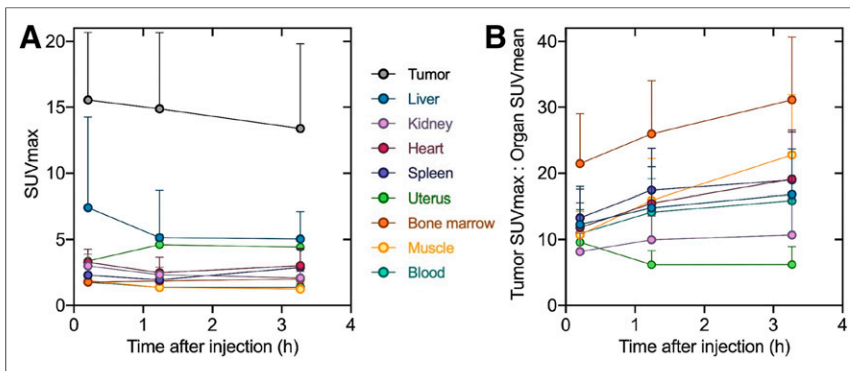 A
SUVmax
20
15
10
5
0
0 1 2 3 4
Time after injection (h)
Tumor
Liver
Kidney
Heart
Spleen
Uterus
Bone marrow
Muscle
Blood
B
Tumor SUVmax : Organ SUVmean
40
30
20
10
0
0 1 2 3 4
Time after injection (h)